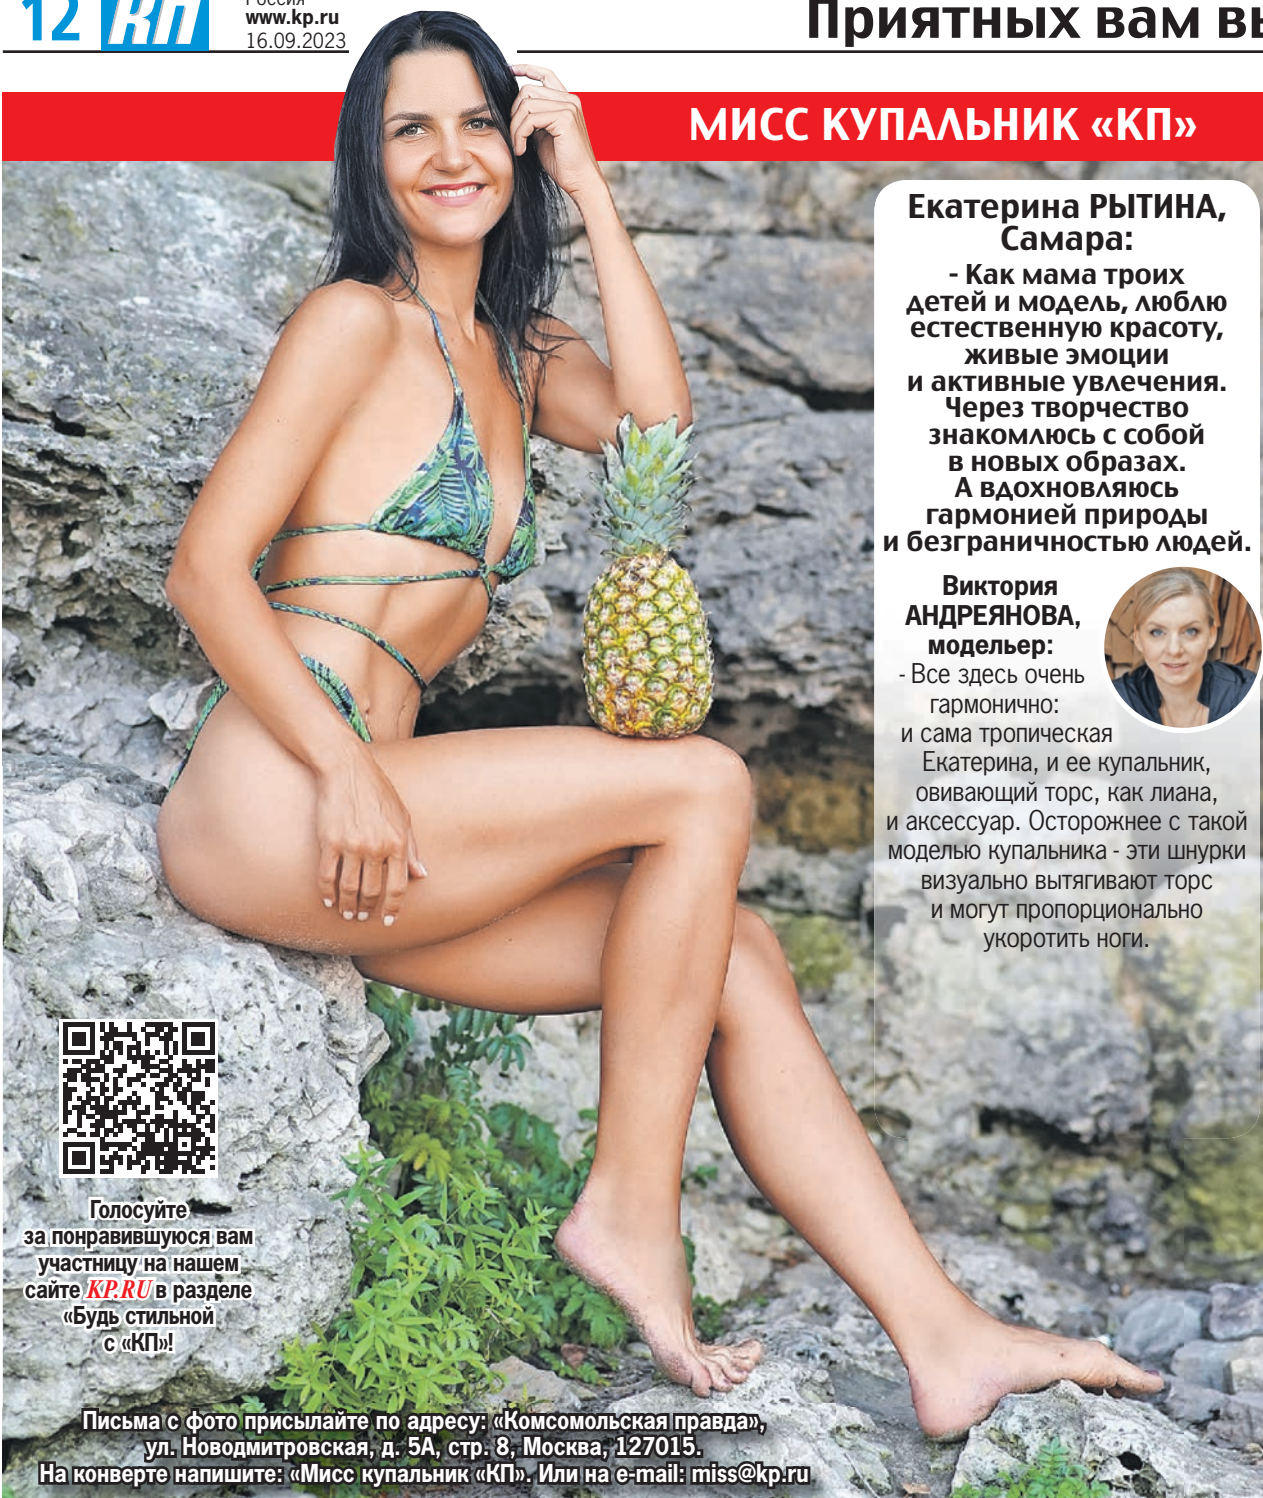 12 КП
Россия
www.kp.ru
16.09.2023
Приятных вам
МИСС КУПАЛЬНИК «КП»
Екатерина РЫТИНА,
Самара:
- Как мама троих
детей и модель, люблю
естественную красоту,
живые эмоции
и активные увлечения.
Через творчество
знакомлюсь с собой
в новых образах.
А вдохновляюсь
гармонией природы
и безграничностью людей.
Виктория
АНДРЕЯНОВА,
модельер:
- Все здесь очень
гармонично:
и сама тропическая
Екатерина, и ее купальник,
овивающий торс, как лиана,
и аксессуар. Осторожнее с такой
моделью купальника - эти шнурки
визуально вытягивают торс
и могут пропорционально
укоротить ноги.
Голосуйте
за понравившуюся вам
участницу на нашем
сайте KP.RU в разделе
«Будь стильной
с «КП»!
Письма с фото присылайте по адресу: «Комсомольская правда»,
ул. Новодмитровская, д. 5А, стр. 8, Москва, 127015.
На конверте напишите: «Мисс купальник «КП». Или на e-mail: miss@kp.ru